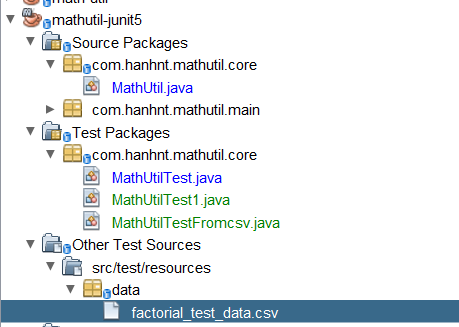 mathutil-junit5
Source Packages
com.hanhnt.mathutil.core
MathUtil.java
com.hanhnt.mathutil.main
Test Packages
com.hanhnt.mathutil.core
MathUtilTest.java
MathUtilTest1.java
MathUtilTestFromcsv.java
Other Test Sources
src/test/resources
data
factorial_test_data.csv